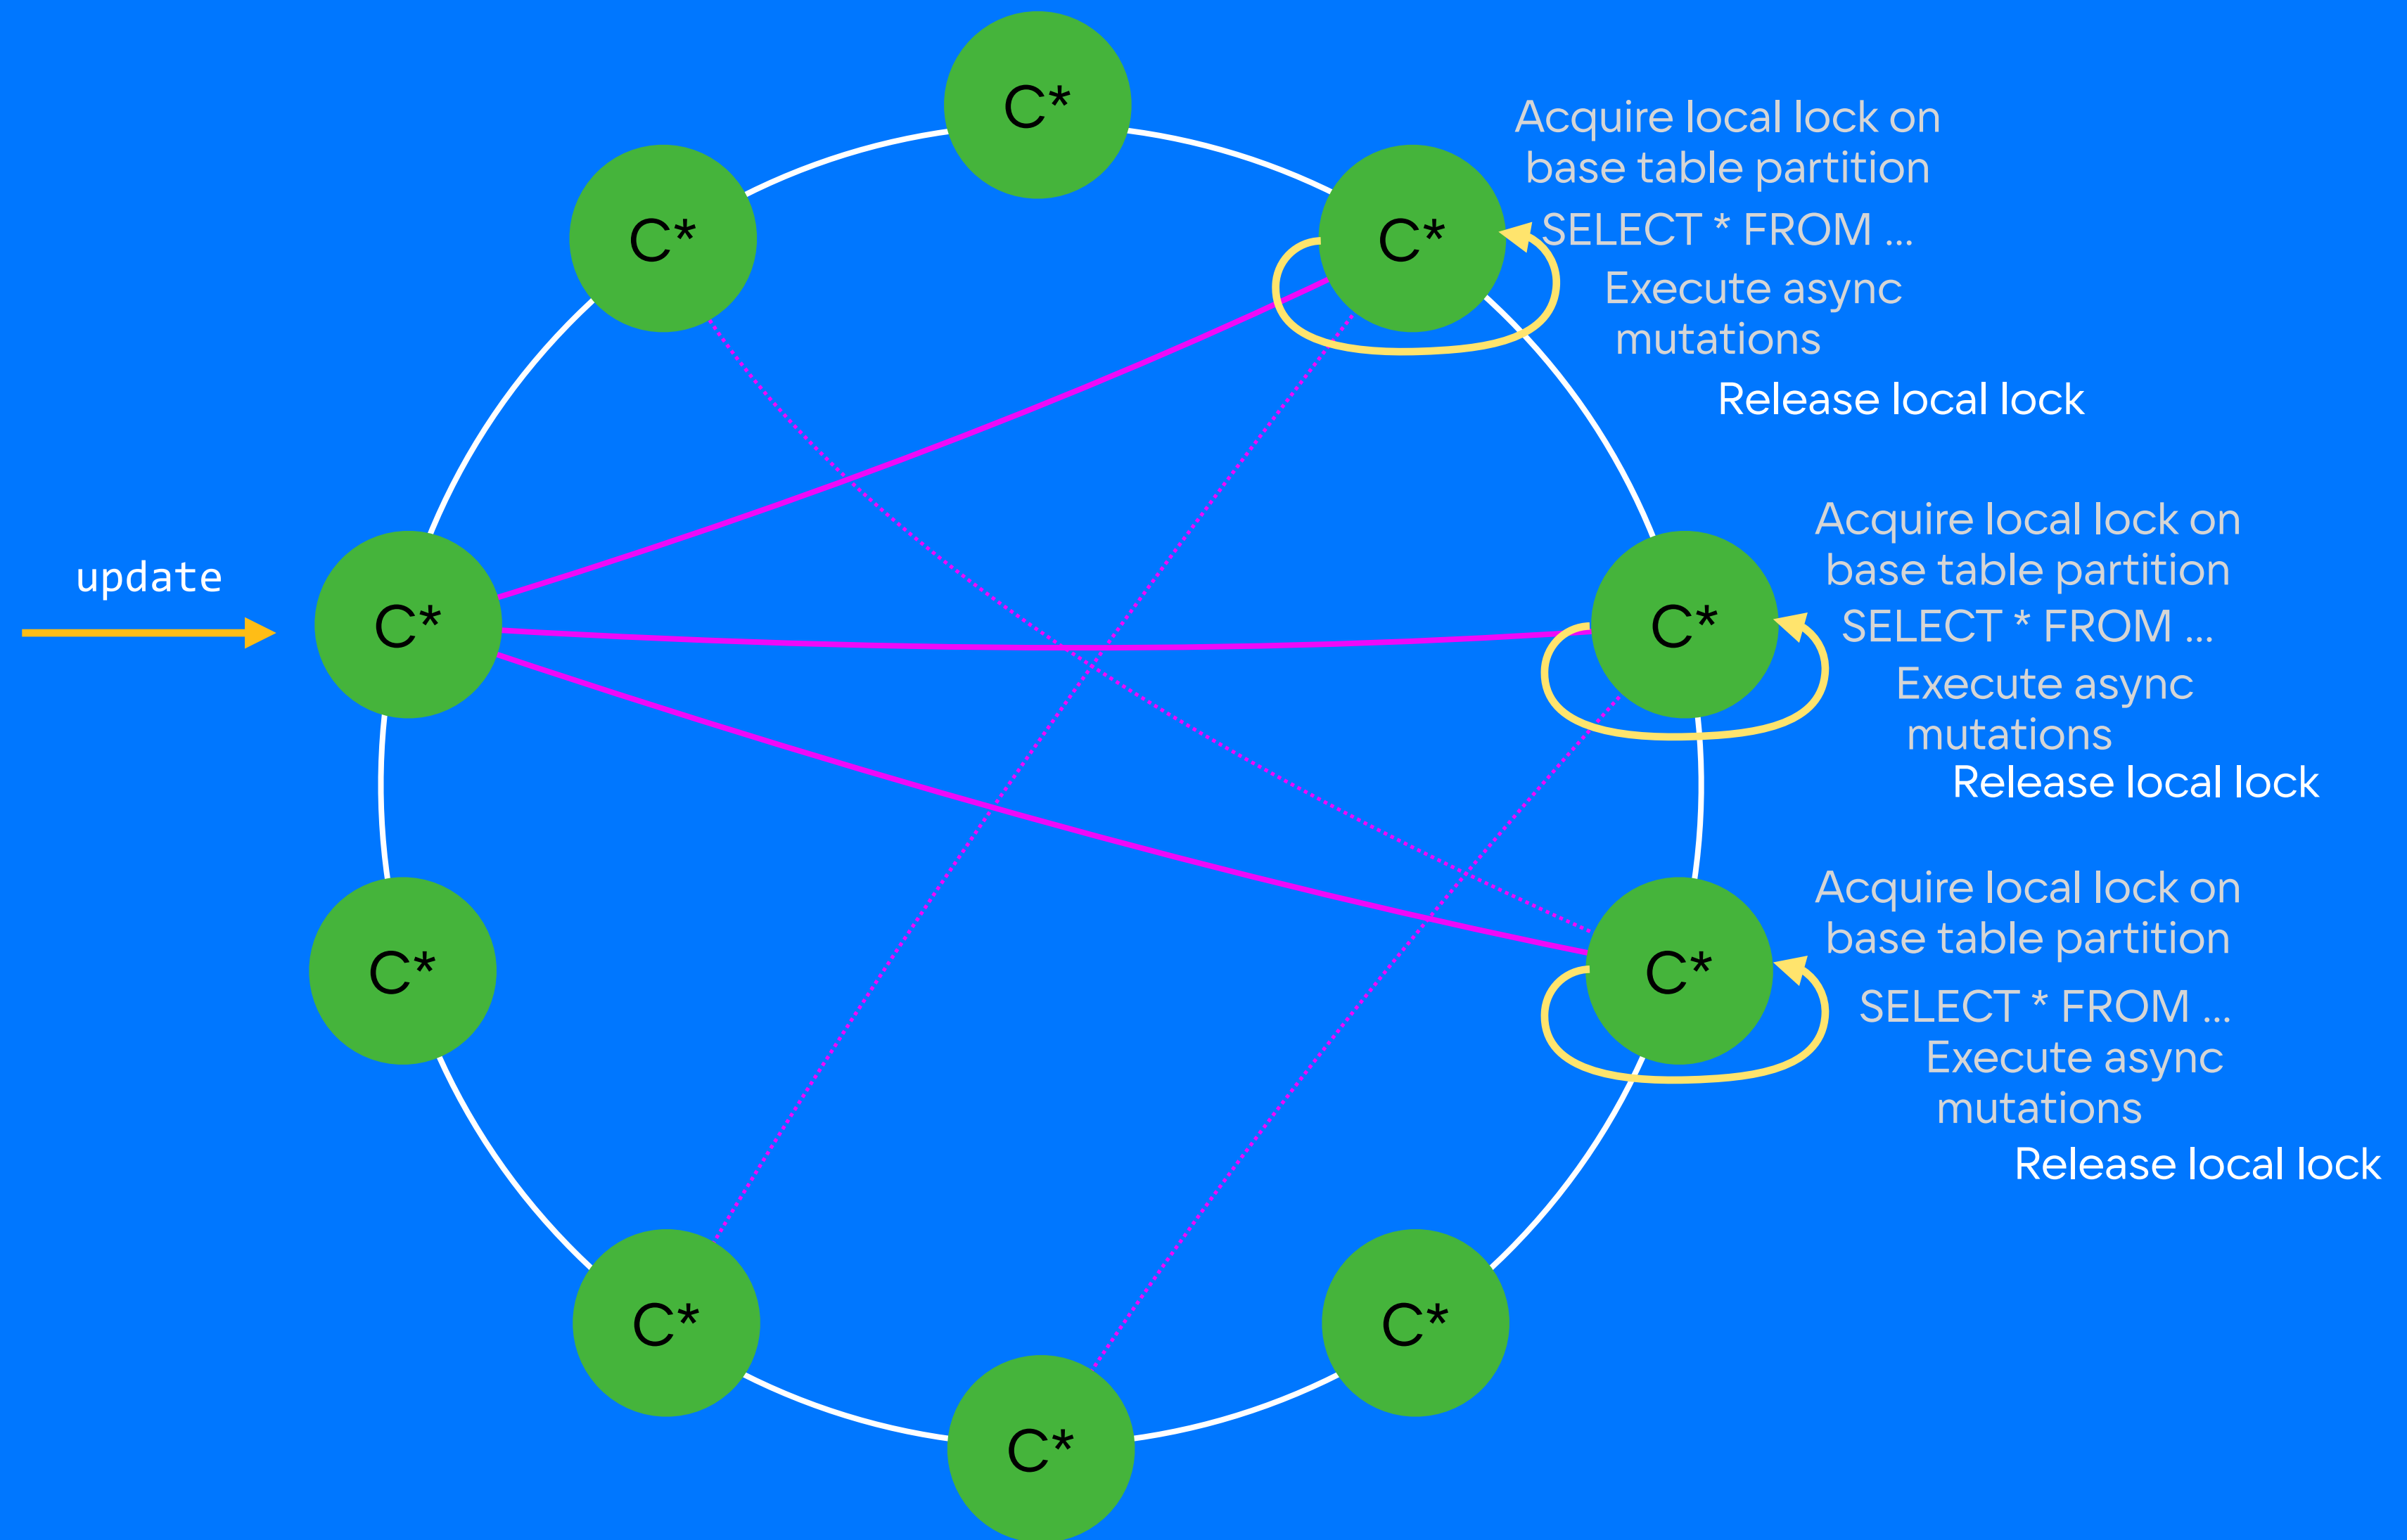 C*
C*
C*
Acquire local lock on
base table partition
SELECT * FROM ...
Execute async
mutations
Release local lock
update
C*
C*
Acquire local lock on
base table partition
SELECT * FROM ...
Execute async
mutations
Release local lock
C*
C*
Acquire local lock on
base table partition
SELECT * FROM ...
Execute async
mutations
Release local lock
C*
C*
C*